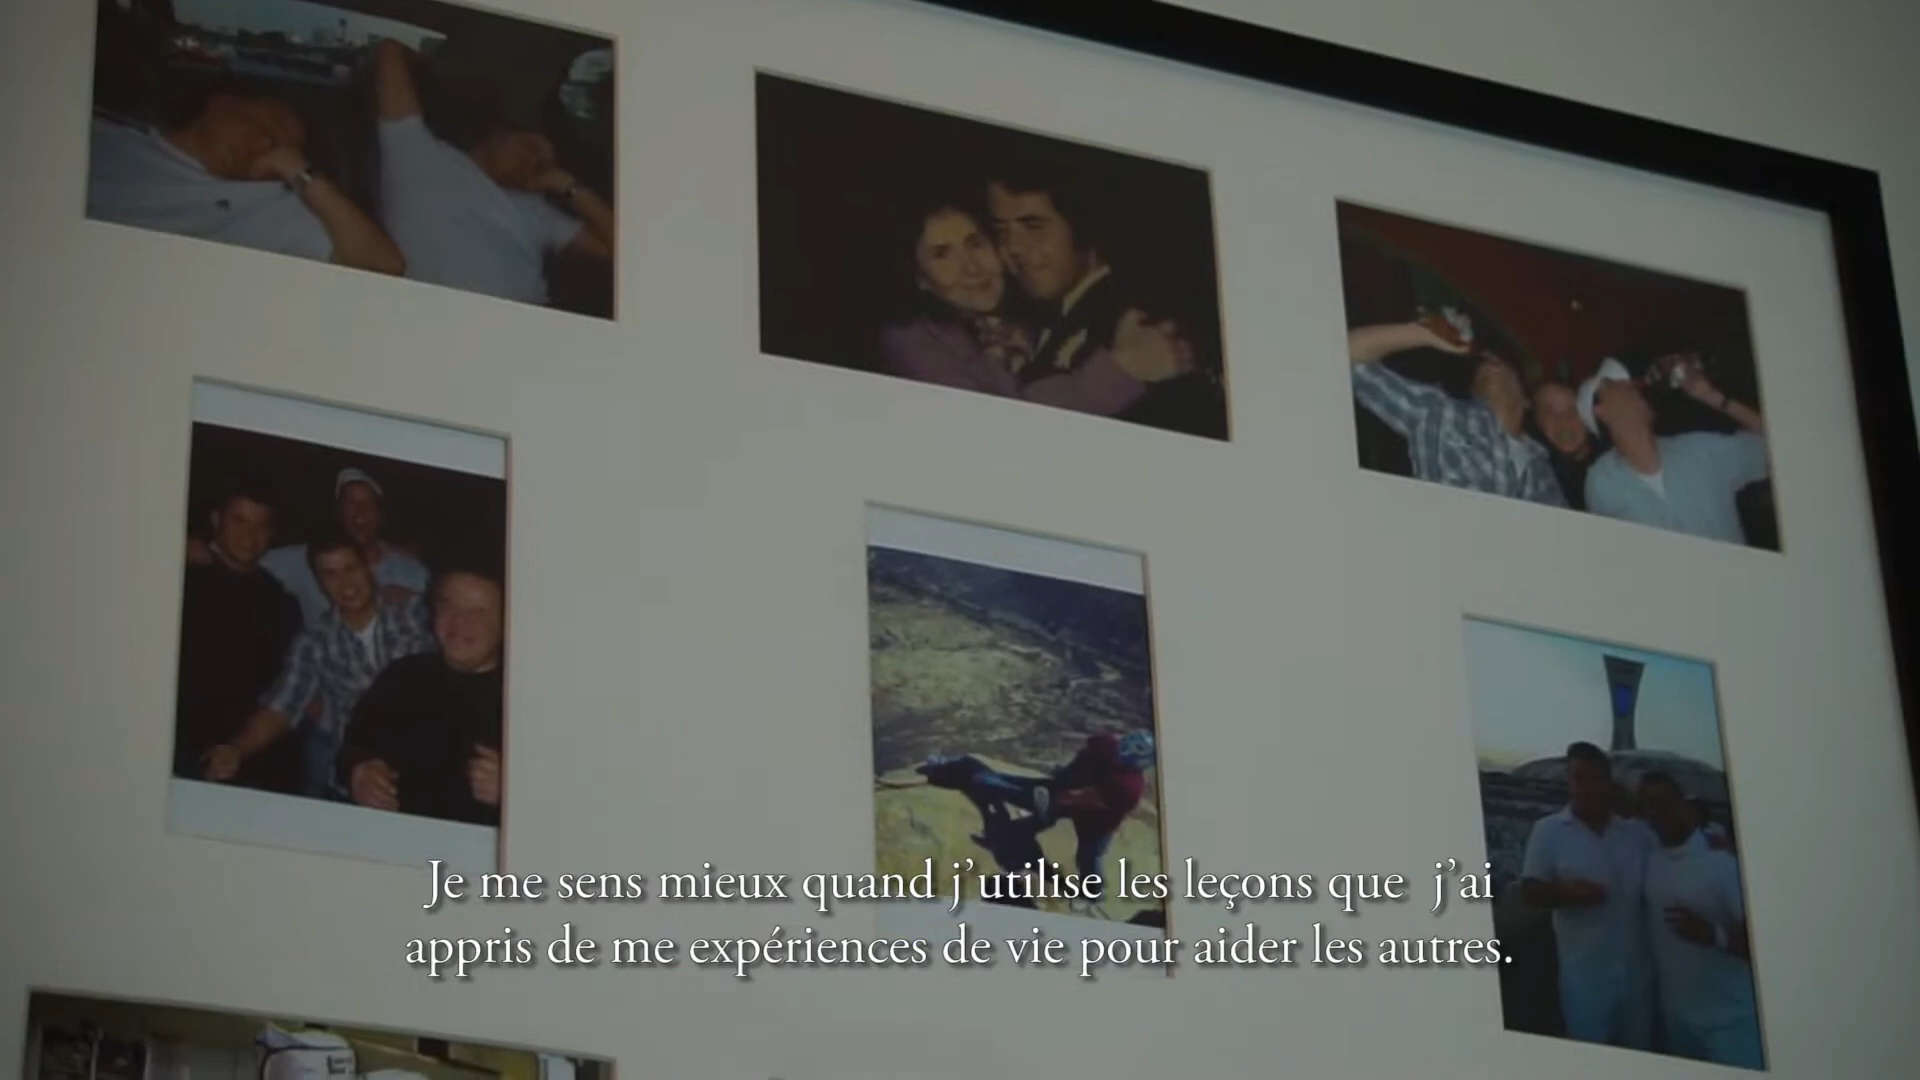 Je me sens mieux quand j’utilise les leçons que  j’ai
appris de me expériences de vie pour aider les autres.